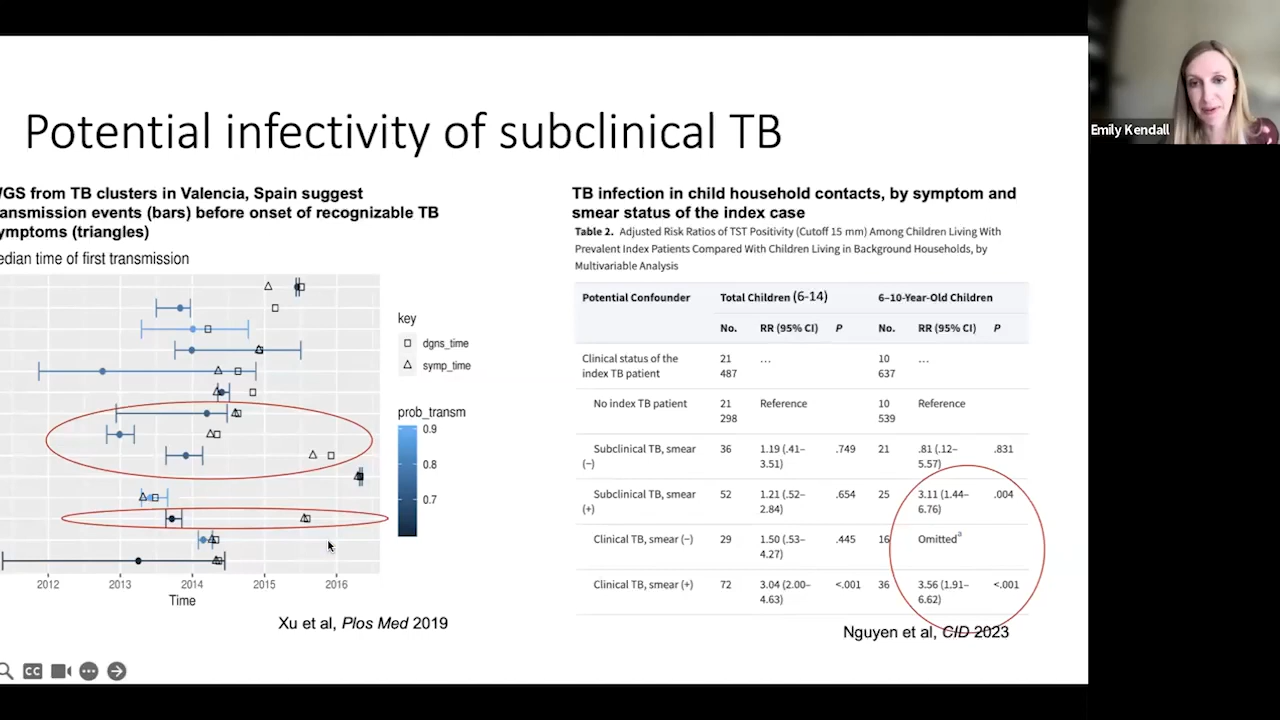 Potential infectivity of subclinical TB
Emily Kendall
WGS from TB clusters in Valencia, Spain suggest
ansmission events (bars) before onset of recognizable TB
ymptoms (triangles)
edian time of first transmission
key
dgns_time
symp_time
prob_transm
0.9
0.8
0.7
2012 2013 2014 2015 2016
Time
Xu et al, Plos Med 2019
TB infection in child household contacts, by symptom and
smear status of the index case
Table 2. Adjusted Risk Ratios of TST Positivity (Cutoff 15 mm) Among Children Living With
Prevalent Index Patients Compared With Children Living in Background Households, by
Multivariable Analysis
Potential Confounder Total Children (6-14) 6–10-Year-Old Children
No. RR (95% CI) P No. RR (95% CI) P
Clinical status of the 21 … 10 …
index TB patient 487 637
No index TB patient 21 Reference 10 Reference
298 539
Subclinical TB, smear 36 1.19 (.41– .749 21 .81 (.12– .831
(−) 3.51) 5.57)
Subclinical TB, smear 52 1.21 (.52– .654 25 3.11 (1.44– .004
(+) 2.84) 6.76)
Clinical TB, smear (−) 29 1.50 (.53– .445 16 Omittedª
4.27)
Clinical TB, smear (+) 72 3.04 (2.00– <.001 36 3.56 (1.91– <.001
4.63) 6.62)
Nguyen et al, CID 2023
CC